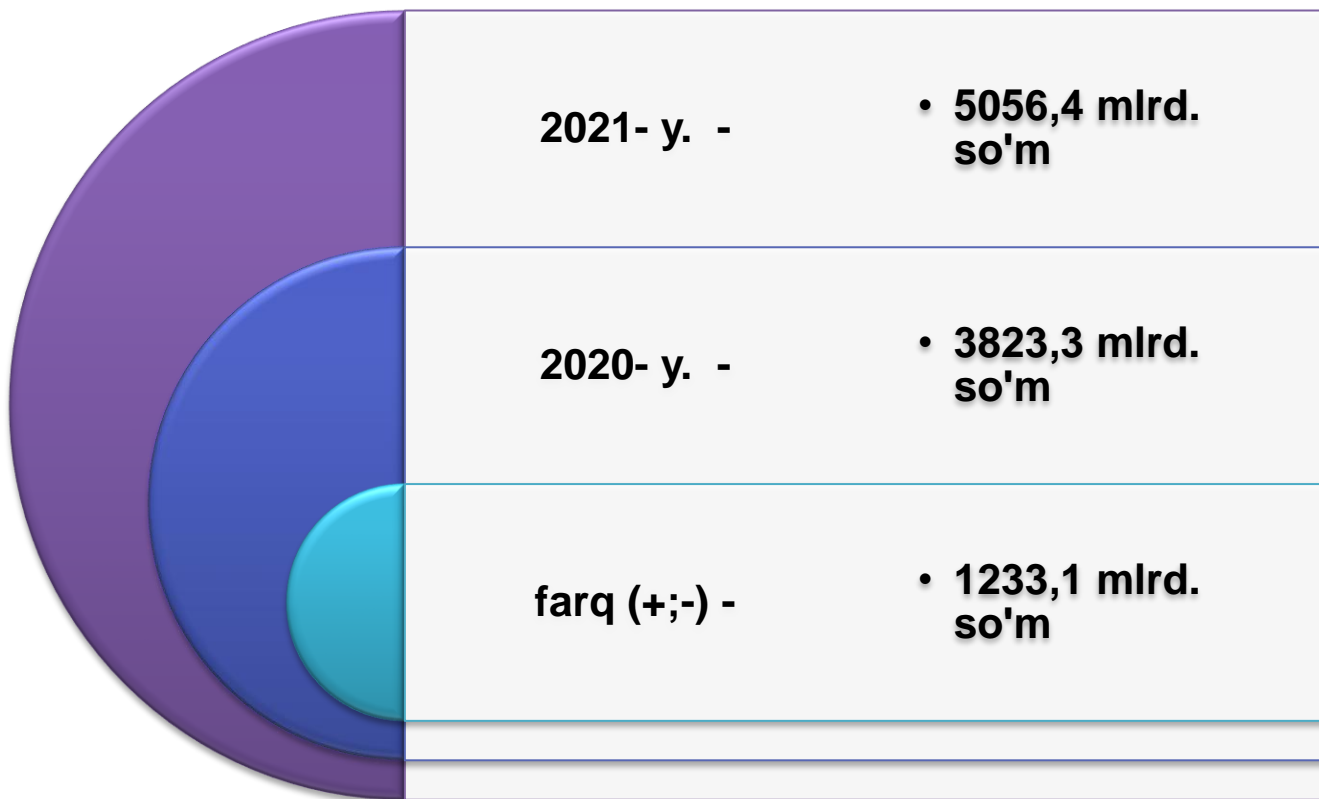 2021- y. -
• 5056,4 mlrd.
so'm
2020- y. -
• 3823,3 mlrd.
so'm
farq (+;-) -
• 1233,1 mlrd.
so'm